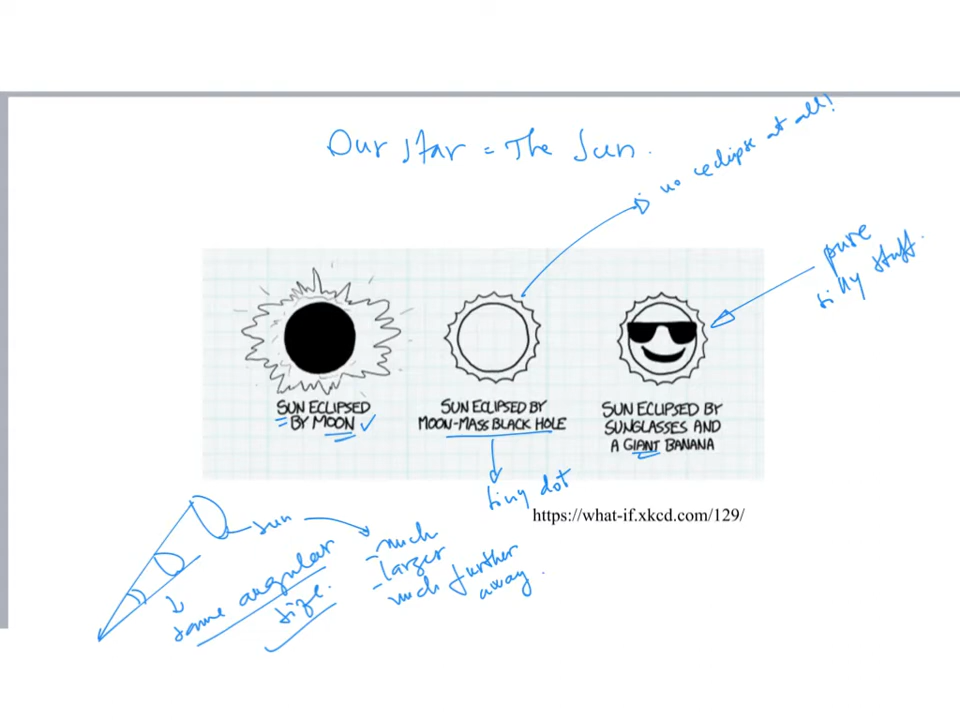 Our star = The Sun.
no eclipse at all!
pure
silly stuff.
SUN ECLIPSED
BY MOON
SUN ECLIPSED BY
MOON-MASS BLACK HOLE
SUN ECLIPSED BY
SUNGLASSES AND
A GIANT BANANA
tiny dot
https://what-if.xkcd.com/129/
sun
- much
larger
- much further
away.
same angular
size.